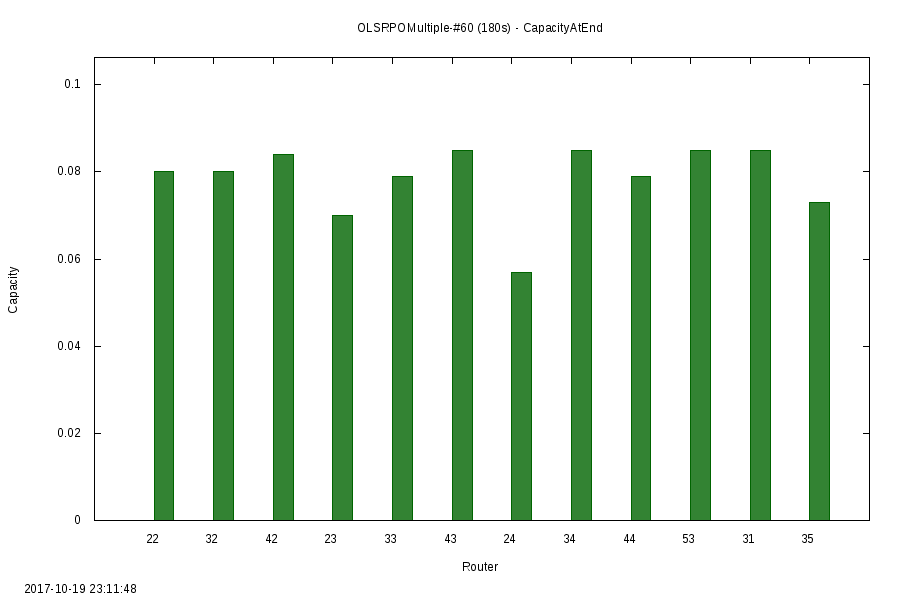 OLSRPOMultiple-#60 (180s) - CapacityAtEnd
0.1
0.08
0.06
0.04
0.02
0
Capacity
22 32 42 23 33 43 24 34 44 53 31 35
Router
2017-10-19 23:11:48